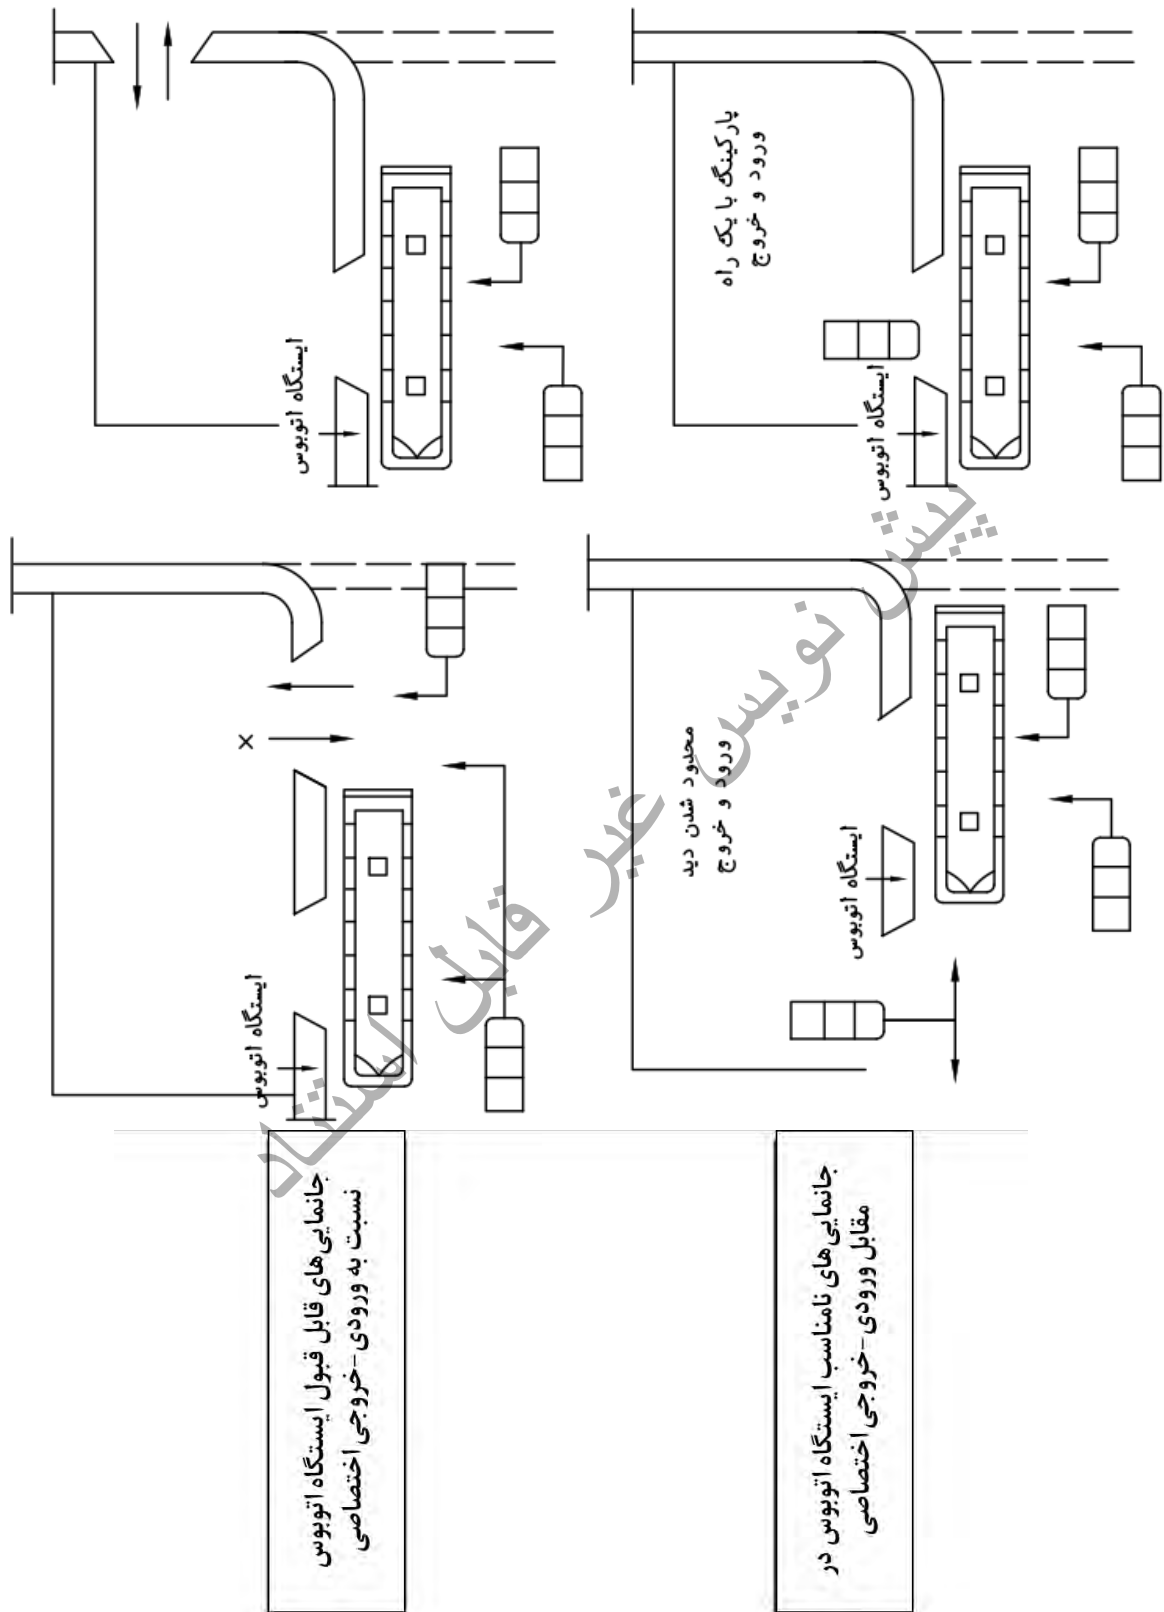 پارکینگ با یک راه
ورود و خروج
ایستگاه اتوبوس
ایستگاه اتوبوس
محدود شدن دید
ورود و خروج
ایستگاه اتوبوس
ایستگاه اتوبوس
×
پیش نویس غیر قابل استناد
جانمایی‌های قابل قبول ایستگاه اتوبوس
نسبت به ورودی-خروجی اختصاصی
جانمایی‌های نامناسب ایستگاه اتوبوس در
مقابل ورودی-خروجی اختصاصی